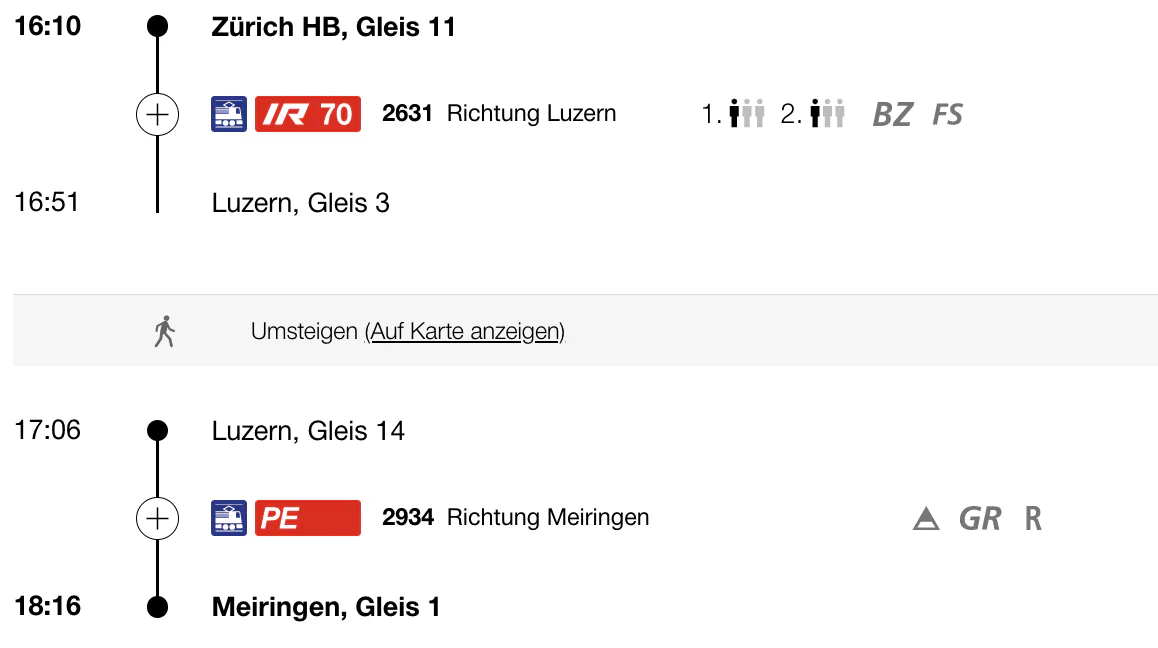 16:10 Zürich HB, Gleis 11
IR 70 2631 Richtung Luzern 1. 2. BZ FS
16:51 Luzern, Gleis 3
Umsteigen (Auf Karte anzeigen)
17:06 Luzern, Gleis 14
PE 2934 Richtung Meiringen GR R
18:16 Meiringen, Gleis 1